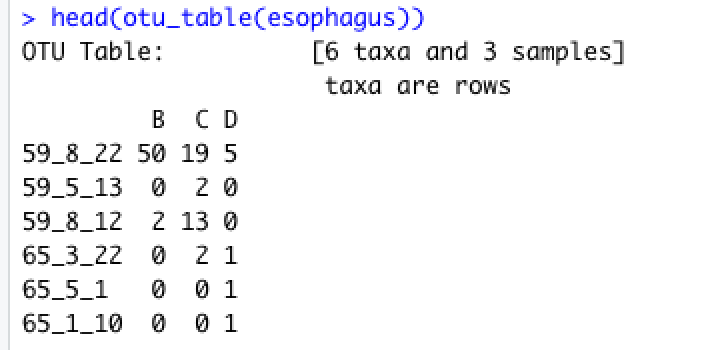 > head(otu_table(esophagus))
OTU Table:          [6 taxa and 3 samples]
                     taxa are rows
         B  C D
59_8_22 50 19 5
59_5_13  0  2 0
59_8_12  2 13 0
65_3_22  0  2 1
65_5_1   0  0 1
65_1_10  0  0 1